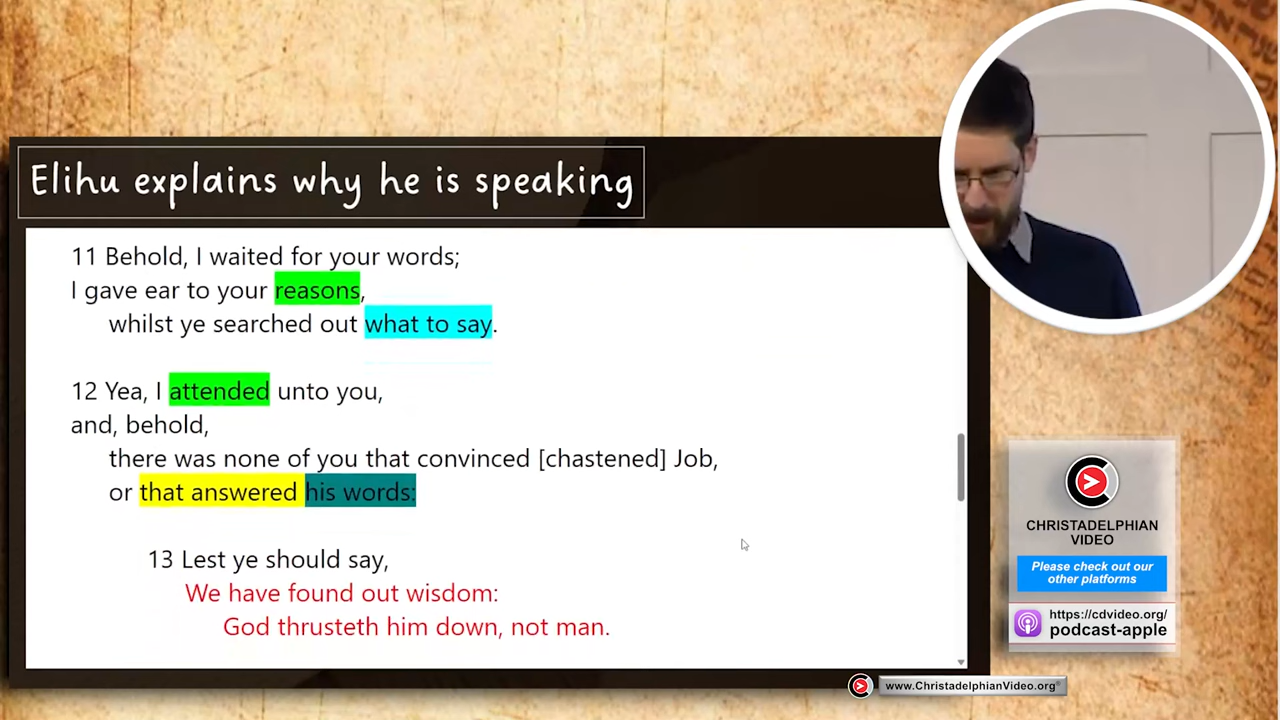 Elihu explains why he is speaking
11 Behold, I waited for your words;
I gave ear to your reasons,
whilst ye searched out what to say.
12 Yea, I attended unto you,
and, behold,
there was none of you that convinced [chastened] Job,
or that answered his words:
13 Lest ye should say,
We have found out wisdom:
God thrusteth him down, not man.
CHRISTADELPHIAN
VIDEO
Please check out our
other platforms
https://cdvideo.org/
podcast-apple
www.ChristadelphianVideo.org